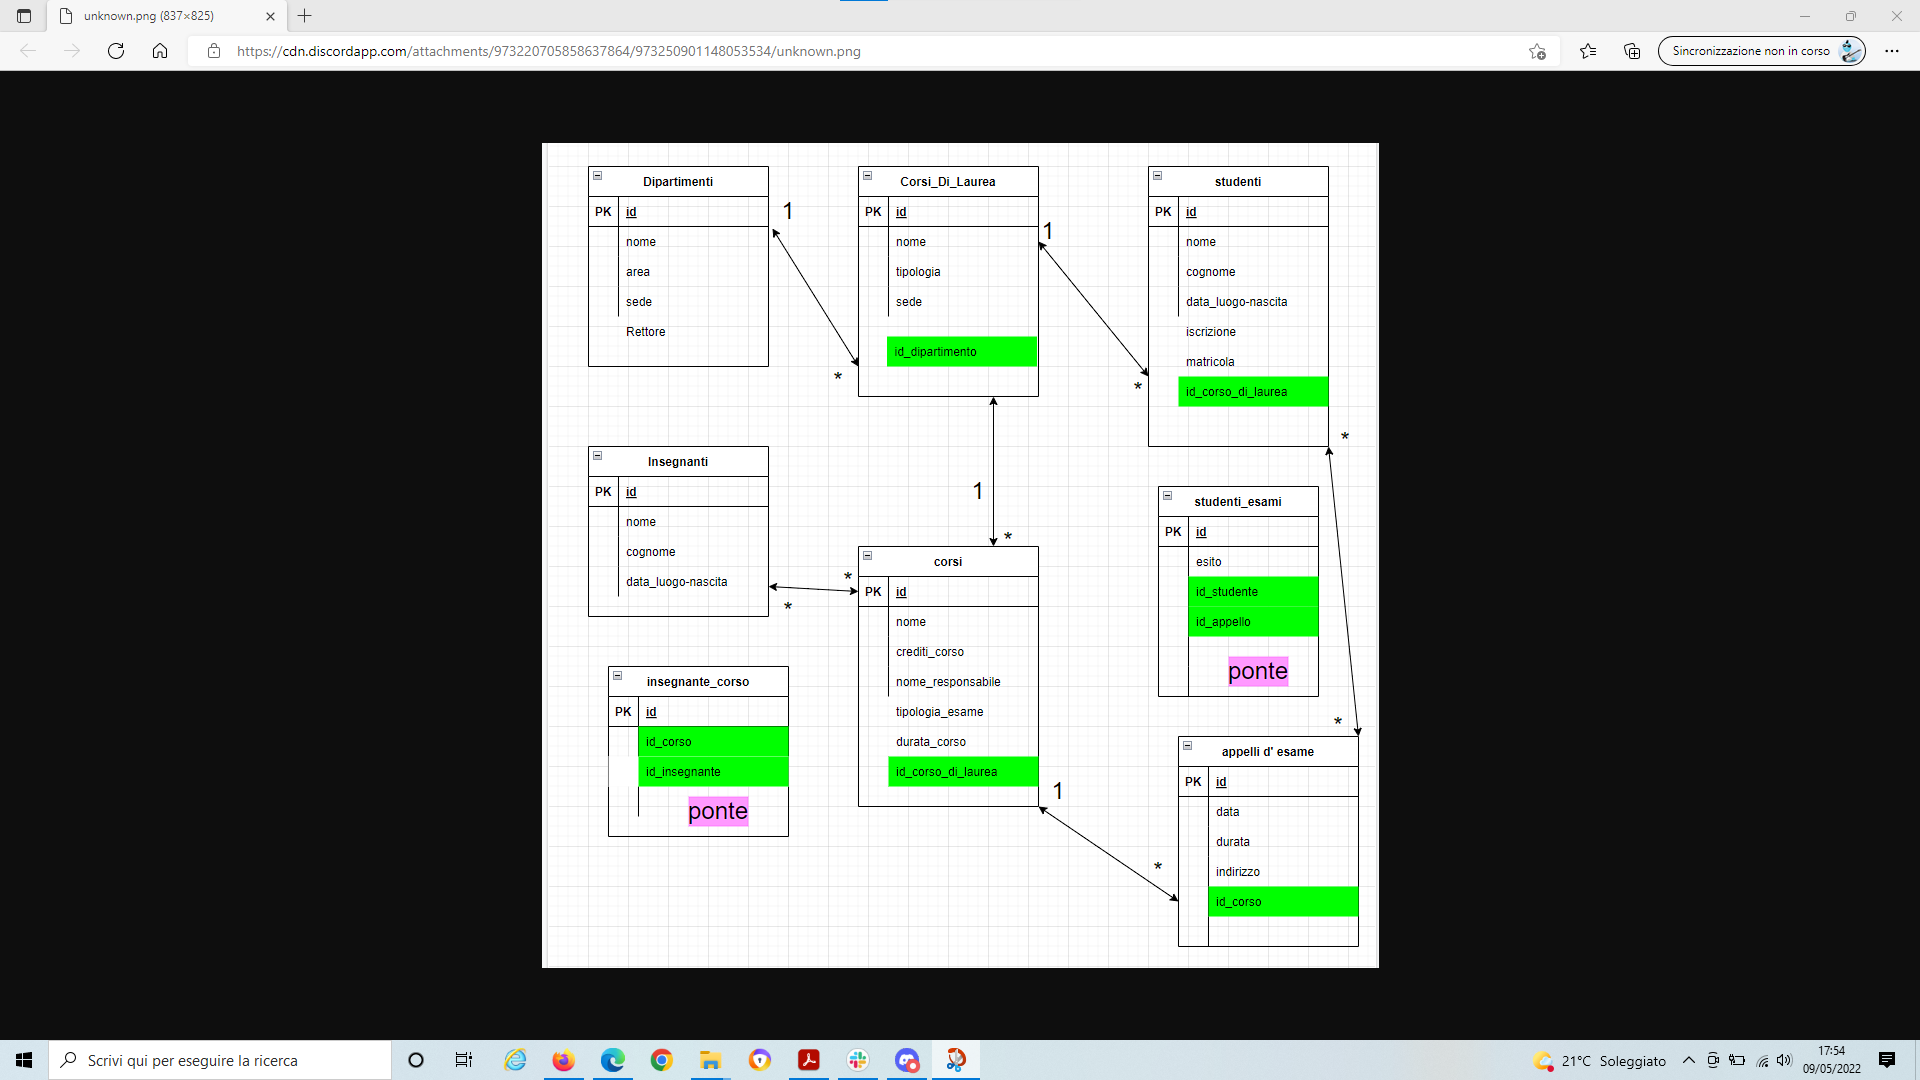 unknown.png (837×825)
https://cdn.discordapp.com/attachments/973220705858637864/973250901148053534/unknown.png
Sincronizzazione non in corso
Dipartimenti
PK id
nome
area
sede
Rettore
1
*
Corsi_Di_Laurea
PK id
nome
tipologia
sede
id_dipartimento
1
*
studenti
PK id
nome
cognome
data_luogo-nascita
iscrizione
matricola
id_corso_di_laurea
*
Insegnanti
PK id
nome
cognome
data_luogo-nascita
*
*
1
*
corsi
PK id
nome
crediti_corso
nome_responsabile
tipologia_esame
durata_corso
id_corso_di_laurea
1
*
studenti_esami
PK id
esito
id_studente
id_appello
ponte
*
insegnante_corso
PK id
id_corso
id_insegnante
ponte
appelli d' esame
PK id
data
durata
indirizzo
id_corso
Scrivi qui per eseguire la ricerca
21°C Soleggiato
17:54
09/05/2022